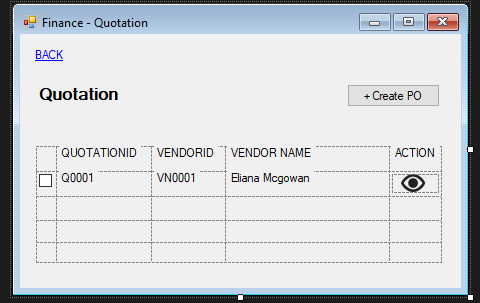 Finance - Quotation
BACK
Quotation
+ Create PO
QUOTATIONID VENDORID VENDOR NAME ACTION
Q0001 VN0001 Eliana Mcgowan